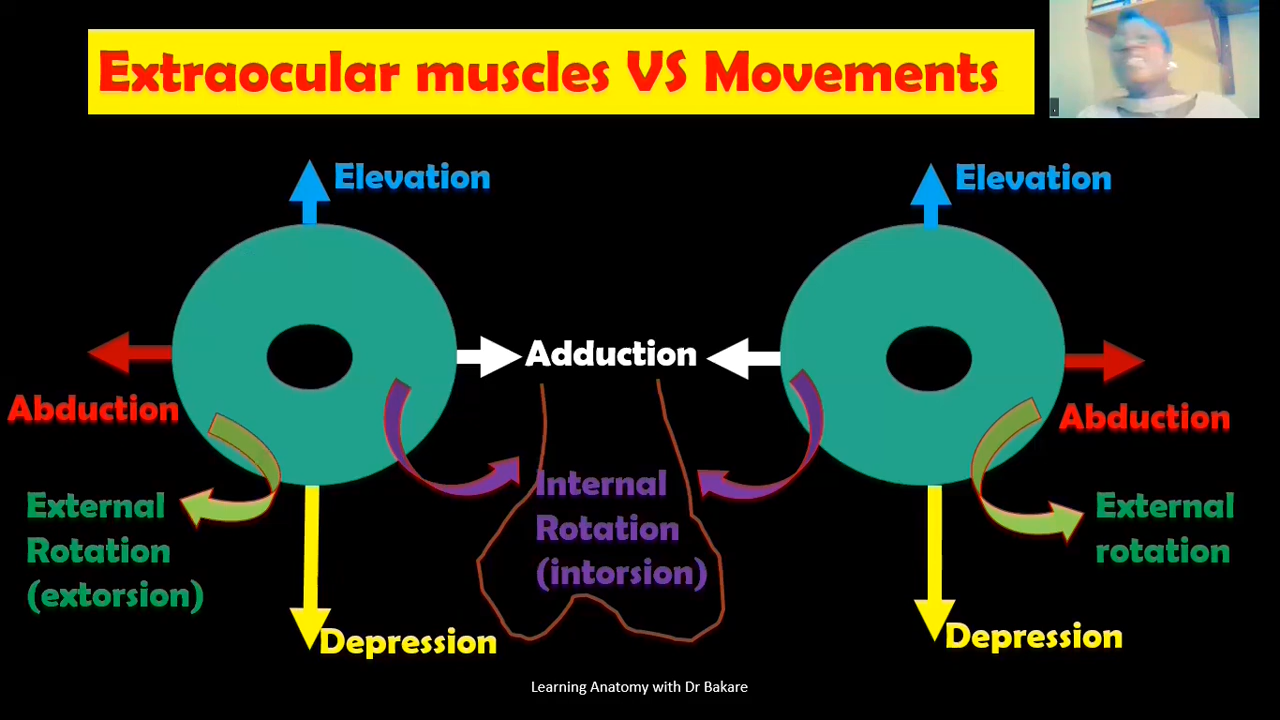 Extraocular muscles VS Movements
Elevation
Elevation
Adduction
Abduction
Abduction
Internal
Rotation
(intorsion)
External
Rotation
(extorsion)
External
rotation
Depression
Depression
Learning Anatomy with Dr Bakare